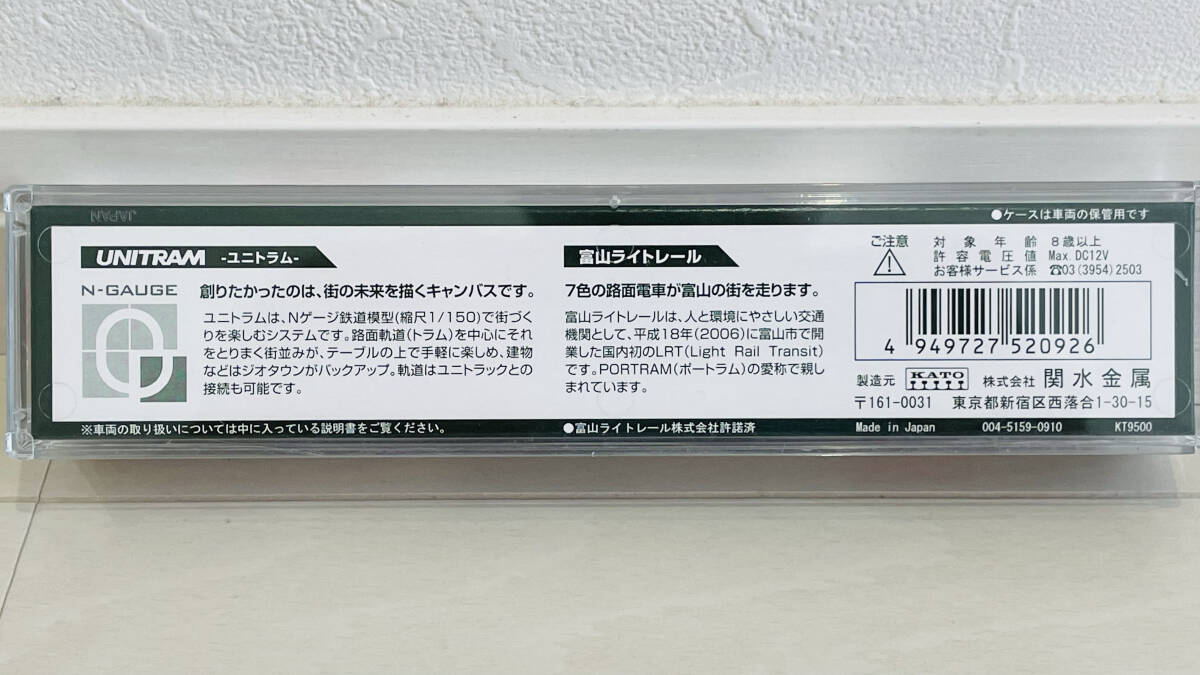 JAPAN
●ケースは車両の保管用です
UNITRAM -ユニトラム-
N-GAUGE
創りたかったのは、街の未来を描くキャンバスです。
ユニトラムは、Nゲージ鉄道模型(縮尺1/150)で街づく
りを楽しむシステムです。路面軌道(トラム)を中心にそれ
をとりまく街並みが、テーブルの上で手軽に楽しめ、建物
などはジオタウンがバックアップ。軌道はユニトラックとの
接続も可能です。
※車両の取り扱いについては中に入っている説明書をご覧ください。
富山ライトレール
7色の路面電車が富山の街を走ります。
富山ライトレールは、人と環境にやさしい交通
機関として、平成18年(2006)に富山市で開
業した国内初のLRT(Light Rail Transit)
です。PORTRAM(ポートラム)の愛称で親し
まれています。
●富山ライトレール株式会社許諾済
ご注意
対象年齢 8歳以上
許容電圧値 Max.DC12V
お客様サービス係 ☎03(3954)2503
4 949727 520926
製造元 KATO 株式会社 関水金属
〒161-0031 東京都新宿区西落合1-30-15
Made in Japan 004-5159-0910 KT9500